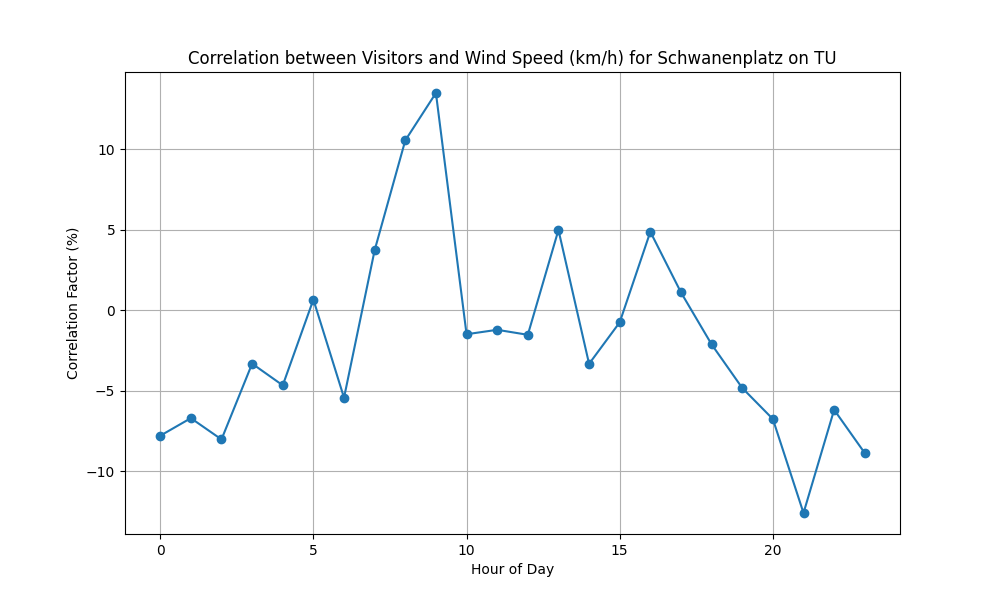 Correlation between Visitors and Wind Speed (km/h) for Schwanenplatz on TU
Correlation Factor (%)
10
5
0
−5
−10
0 5 10 15 20
Hour of Day